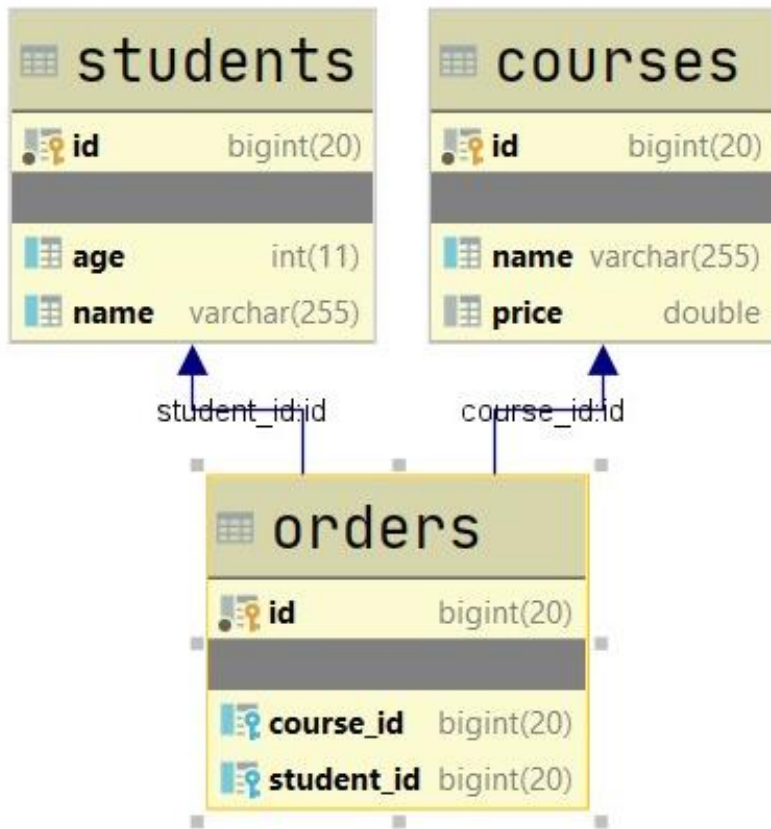 students
id bigint(20)
age int(11)
name varchar(255)
courses
id bigint(20)
name varchar(255)
price double
student_id:id
course_id:id
orders
id bigint(20)
course_id bigint(20)
student_id bigint(20)